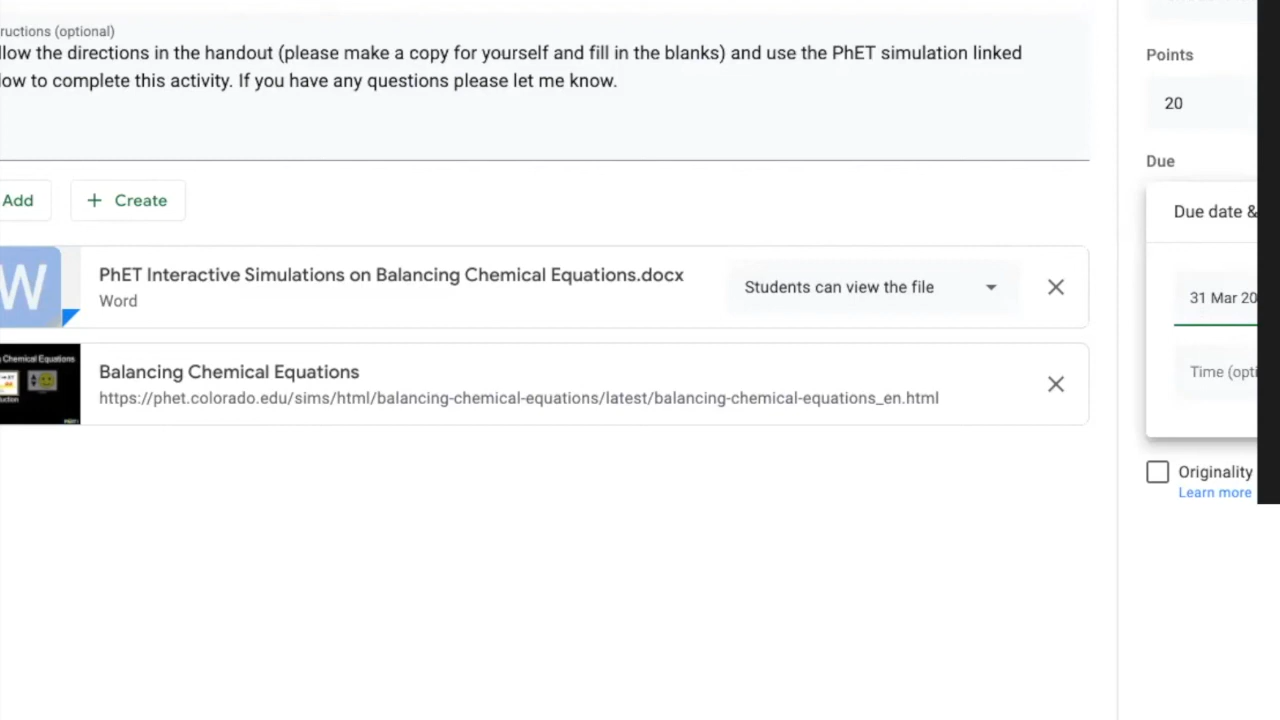 ructions (optional)
llow the directions in the handout (please make a copy for yourself and fill in the blanks) and use the PhET simulation linked
low to complete this activity. If you have any questions please let me know.
Add
+ Create
W
PhET Interactive Simulations on Balancing Chemical Equations.docx
Word
Students can view the file
Chemical Equations
Balancing Chemical Equations
https://phet.colorado.edu/sims/html/balancing-chemical-equations/latest/balancing-chemical-equations_en.html
Points
20
Due
Due date &
31 Mar 20
Time (opti
Originality
Learn more